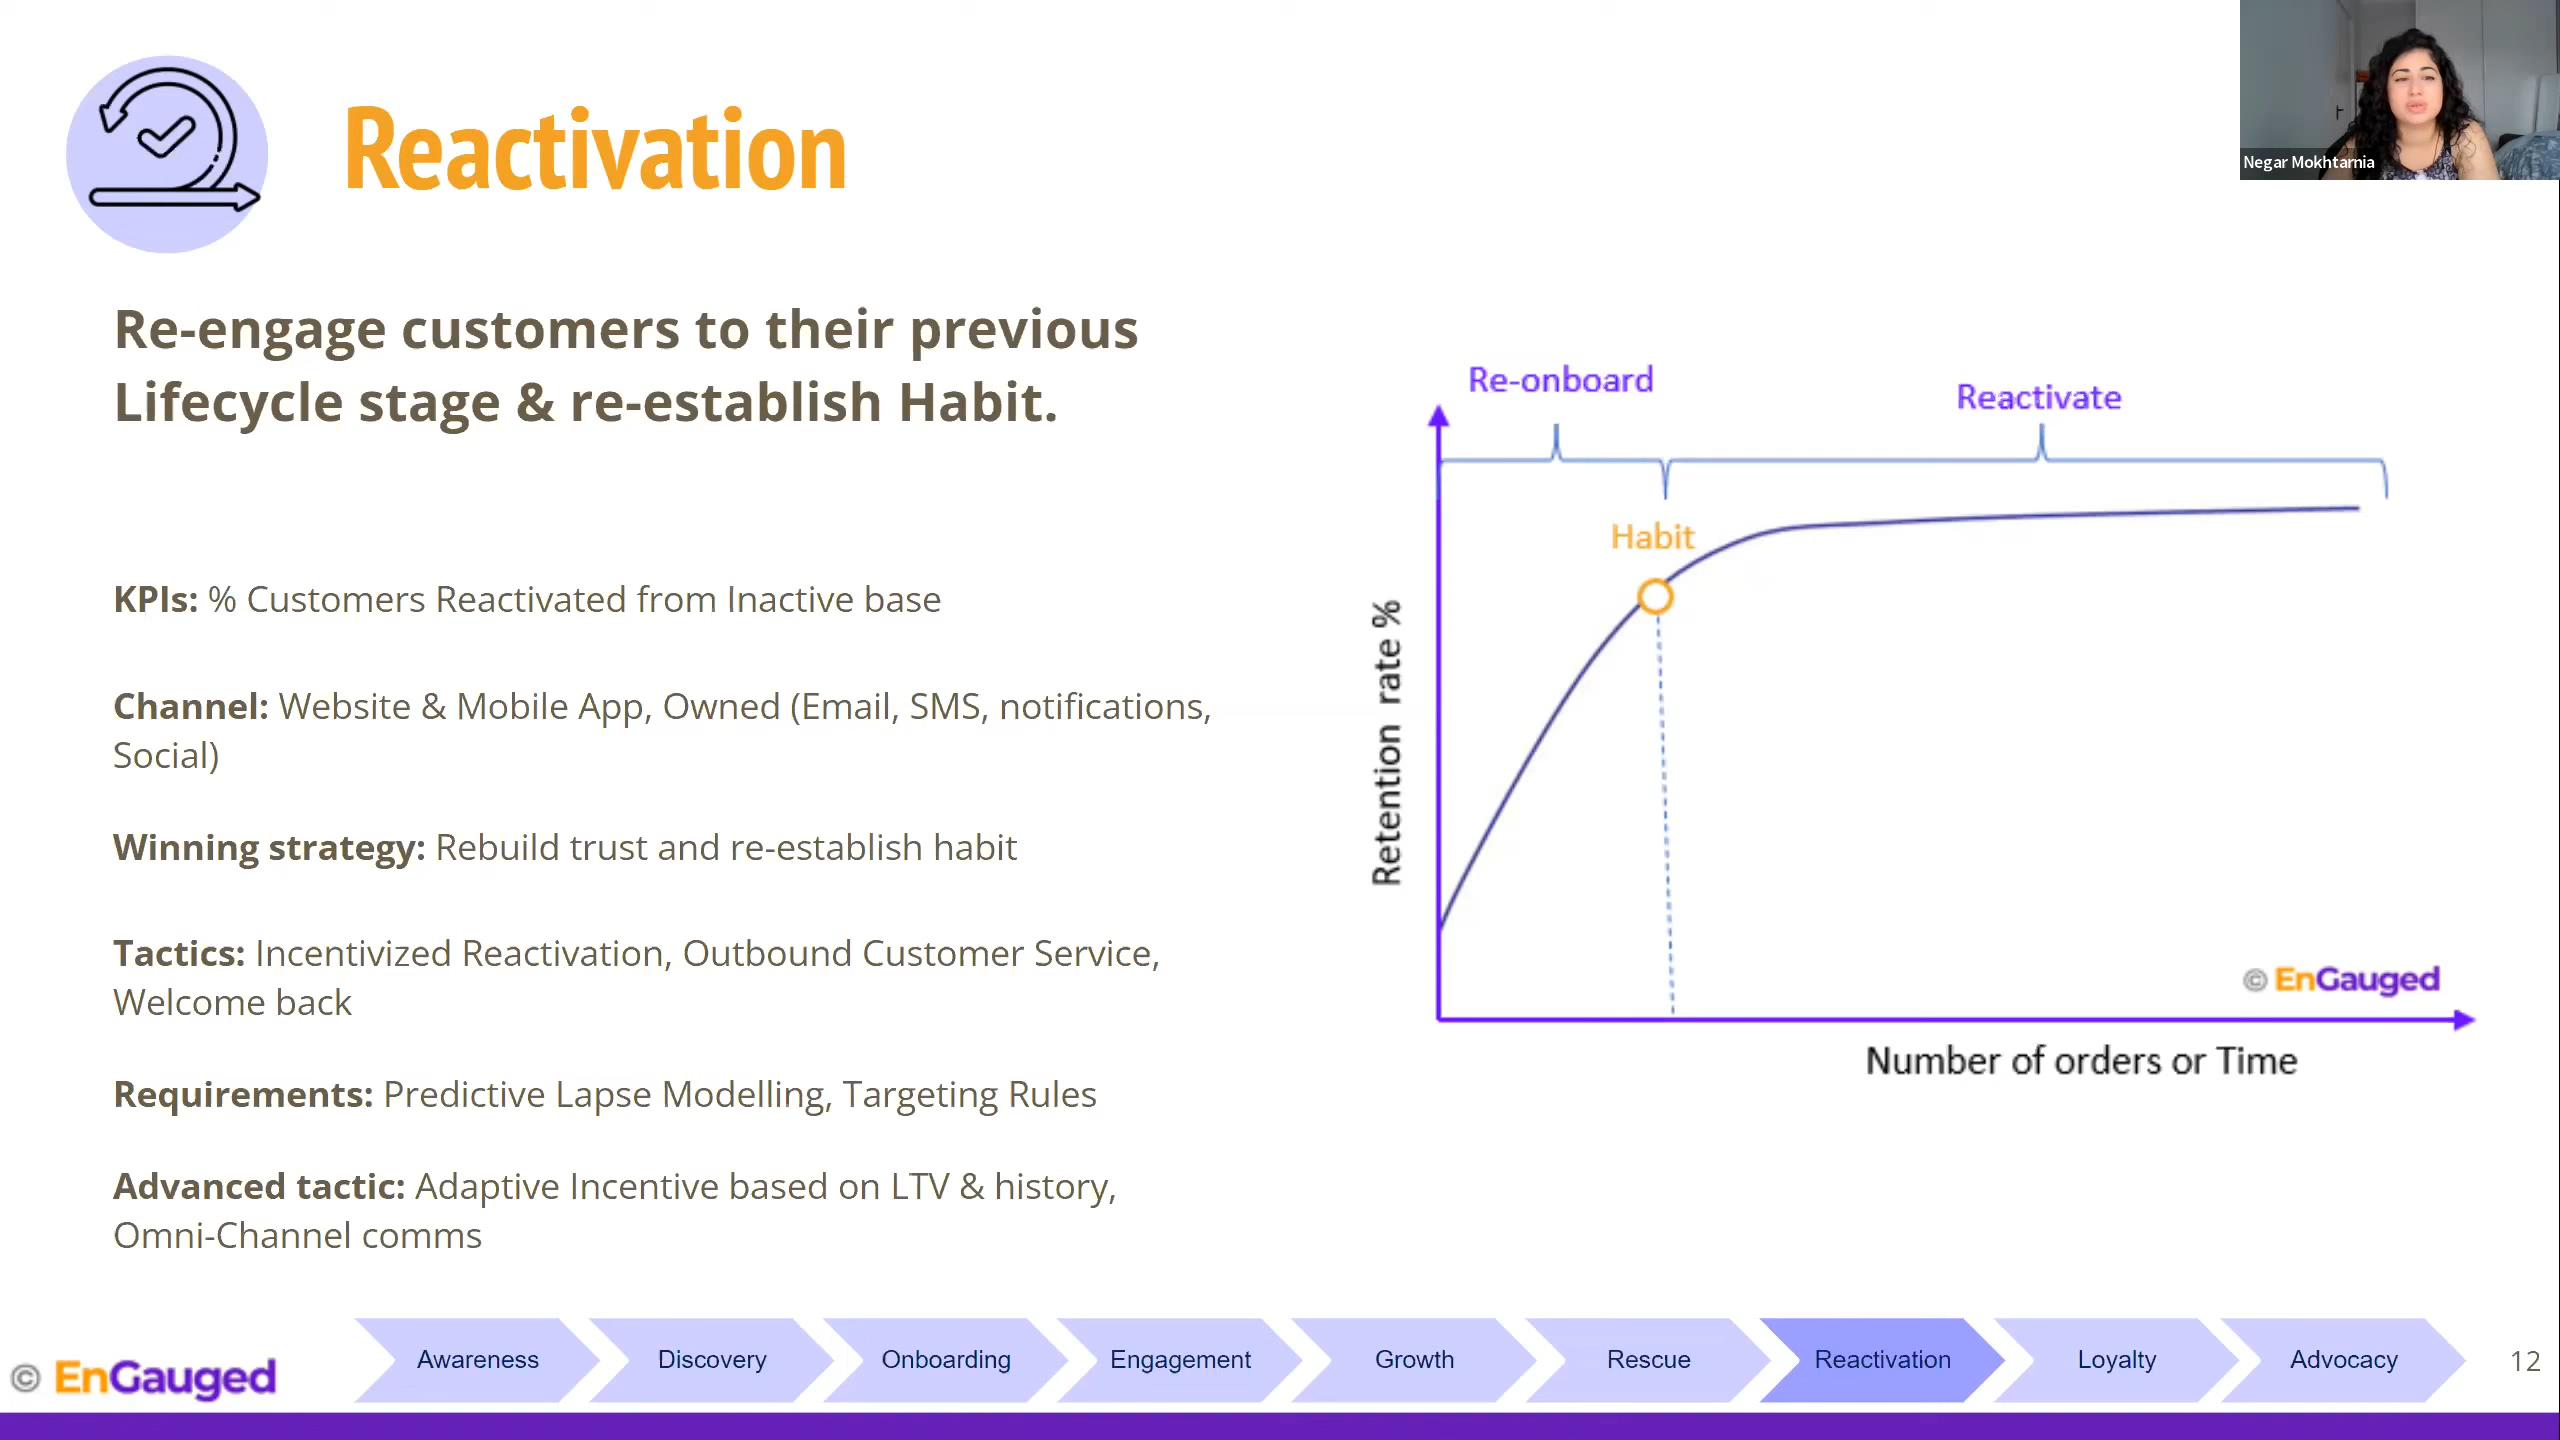 Reactivation
Negar Mokhtarnia
Re-engage customers to their previous
Lifecycle stage & re-establish Habit.
KPIs: % Customers Reactivated from Inactive base
Channel: Website & Mobile App, Owned (Email, SMS, notifications,
Social)
Winning strategy: Rebuild trust and re-establish habit
Tactics: Incentivized Reactivation, Outbound Customer Service,
Welcome back
Requirements: Predictive Lapse Modelling, Targeting Rules
Advanced tactic: Adaptive Incentive based on LTV & history,
Omni-Channel comms
Re-onboard
Reactivate
Habit
Retention rate %
© EnGauged
Number of orders or Time
© EnGauged
Awareness
Discovery
Onboarding
Engagement
Growth
Rescue
Reactivation
Loyalty
Advocacy
12